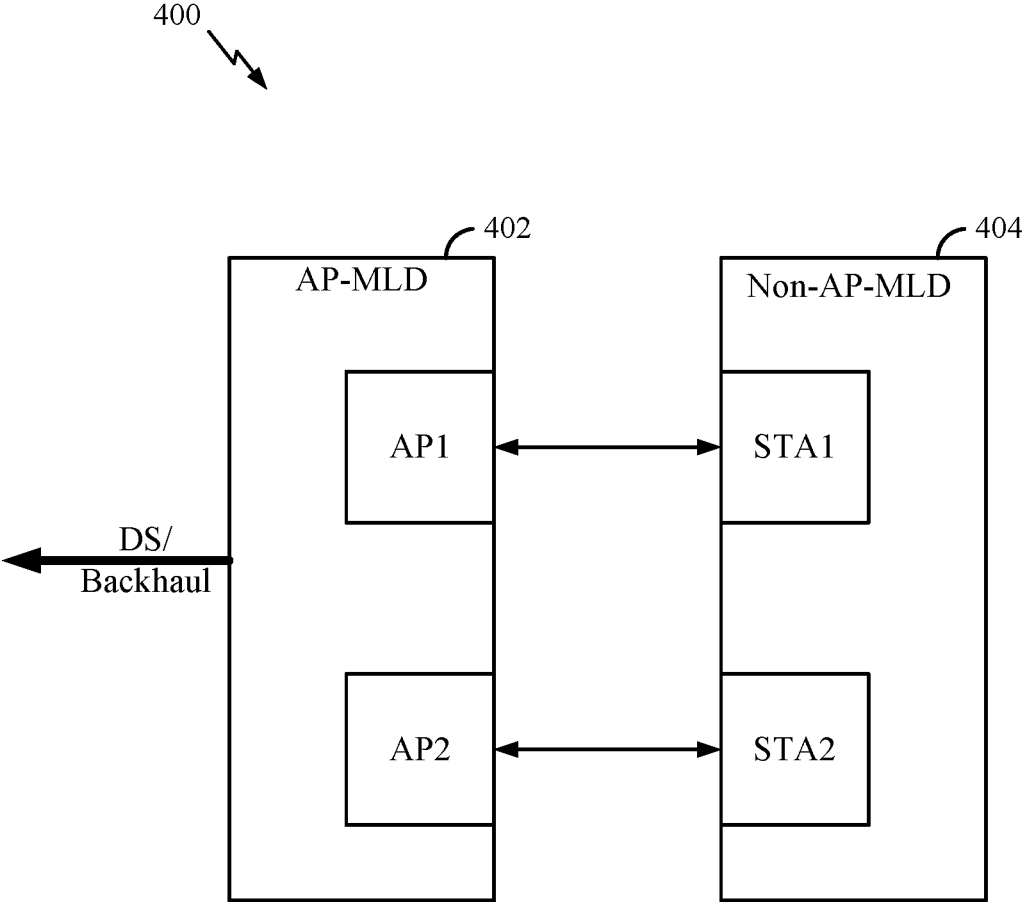 400
402
404
AP-MLD
Non-AP-MLD
AP1
STA1
DS/
Backhaul
AP2
STA2